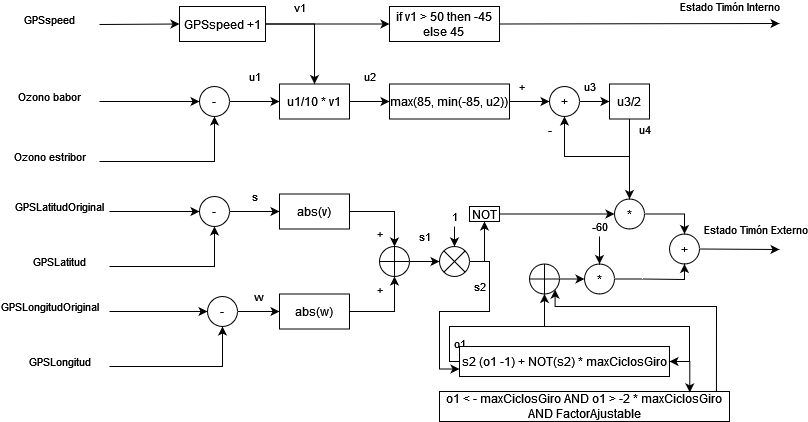 GPSspeed
GPSspeed +1
v1
if v1 > 50 then -45
else 45
Estado Timón Interno
Ozono babor
-
u1
u1/10 * v1
u2
max(85, min(-85, u2))
+
+
u3
u3/2
-
u4
Ozono estribor
GPSLatitudOriginal
-
s
abs(v)
+
NOT
*
GPSLatitud
s1
1
s2
-60
+
Estado Timón Externo
*
GPSLongitudOriginal
-
w
abs(w)
+
GPSLongitud
o1
s2 (o1 -1) + NOT(s2) * maxCiclosGiro
o1 < - maxCiclosGiro AND o1 > -2 * maxCiclosGiro
AND FactorAjustable